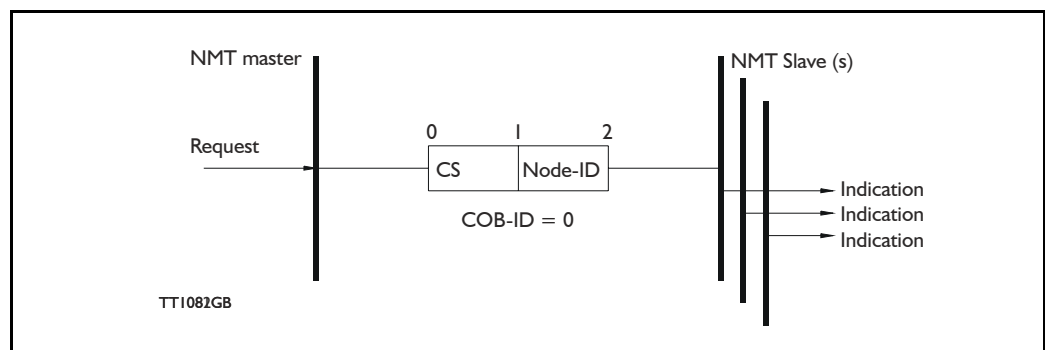 NMT master
NMT Slave (s)
0 1 2
Request
CS Node-ID
Indication
Indication
Indication
COB-ID = 0
TT1082GB